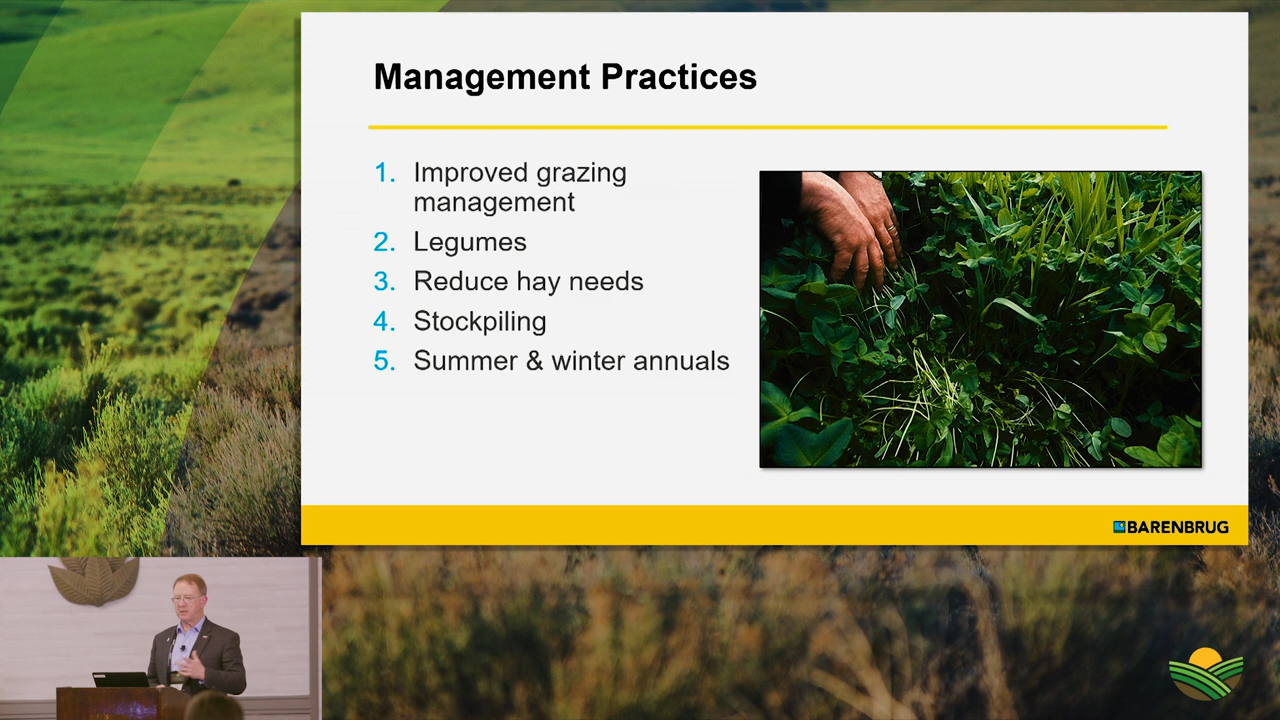 Management Practices
1. Improved grazing
management
2. Legumes
3. Reduce hay needs
4. Stockpiling
5. Summer & winter annuals
BARENBRUG